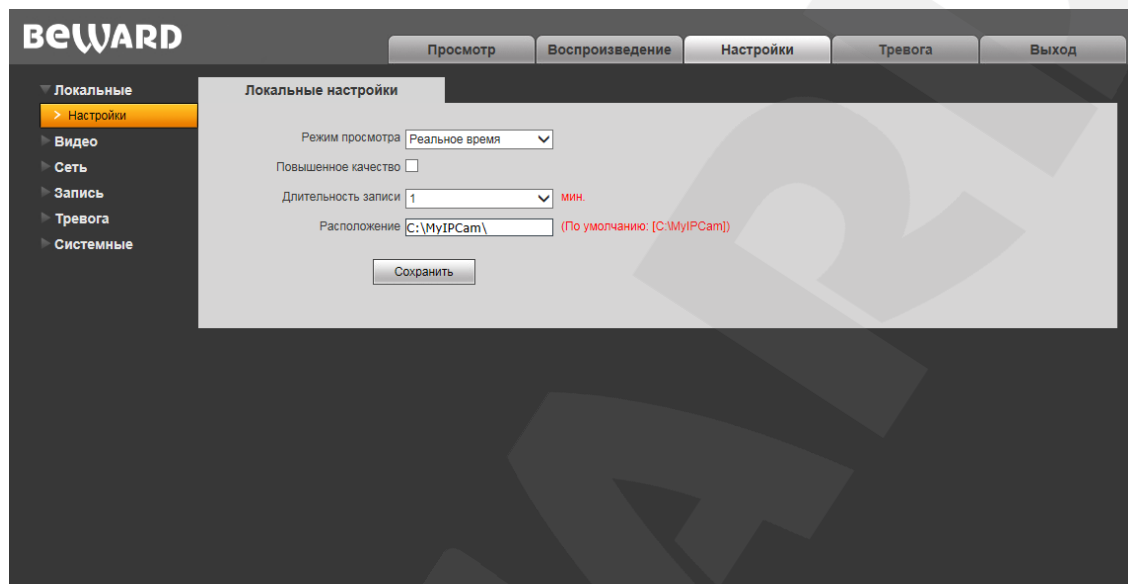 BEWARD
Просмотр Воспроизведение Настройки Тревога Выход
Локальные
> Настройки
Видео
Сеть
Запись
Тревога
Системные
Локальные настройки
Режим просмотра Реальное время
Повышенное качество
Длительность записи 1 мин.
Расположение C:\MyIPCam\ (По умолчанию: [C:\MyIPCam])
Сохранить